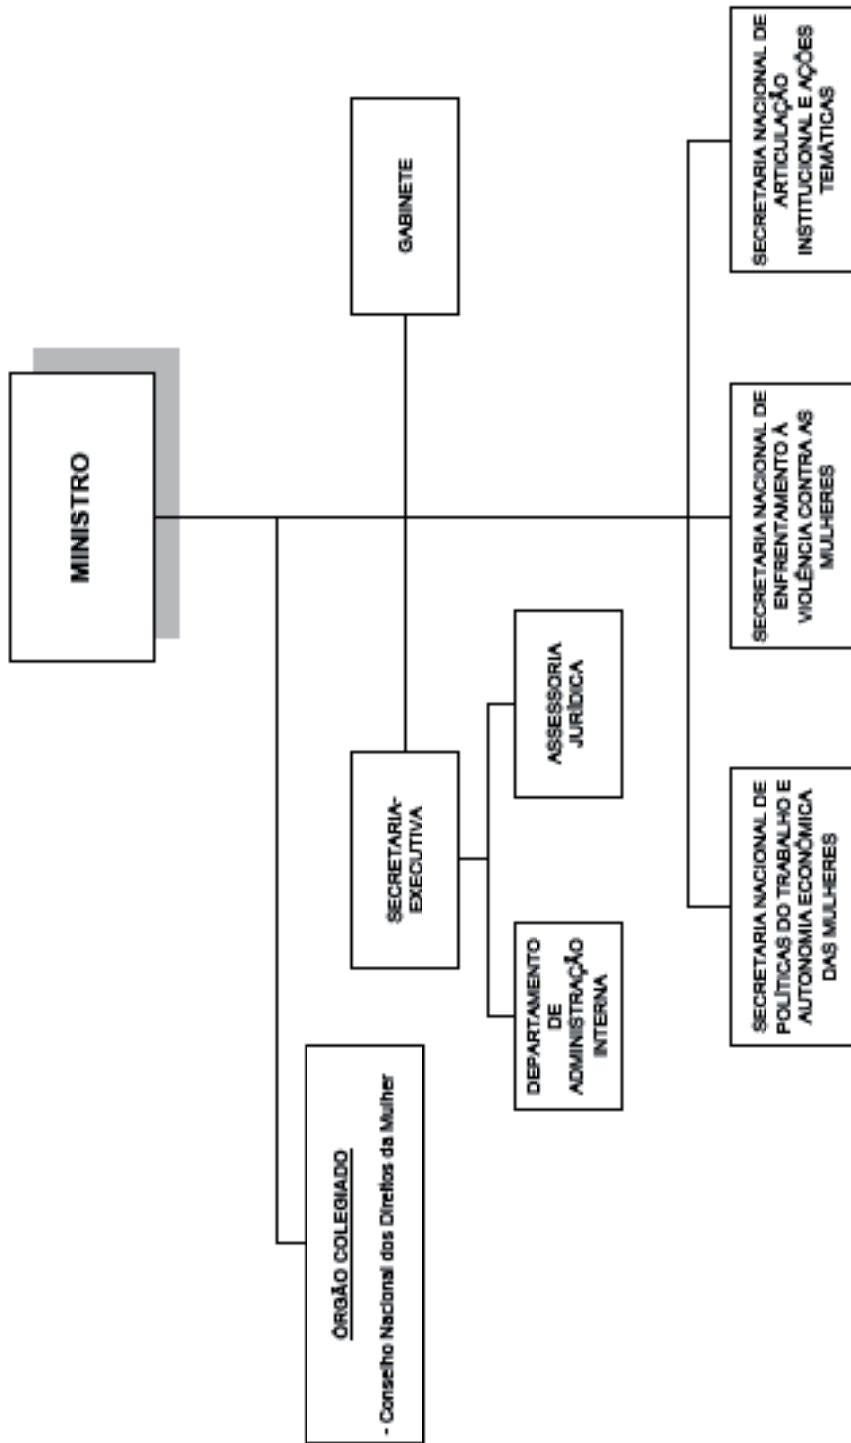 MINISTRO
ÓRGÃO COLEGIADO
- Conselho Nacional dos Direitos da Mulher
SECRETARIA-
EXECUTIVA
GABINETE
DEPARTAMENTO
DE
ADMINISTRAÇÃO
INTERNA
ASSESSORIA
JURÍDICA
SECRETARIA NACIONAL DE
POLÍTICAS DO TRABALHO E
AUTONOMIA ECONÔMICA
DAS MULHERES
SECRETARIA NACIONAL DE
ENFRENTAMENTO À
VIOLÊNCIA CONTRA AS
MULHERES
SECRETARIA NACIONAL DE
ARTICULAÇÃO
INSTITUCIONAL E AÇÕES
TEMÁTICAS